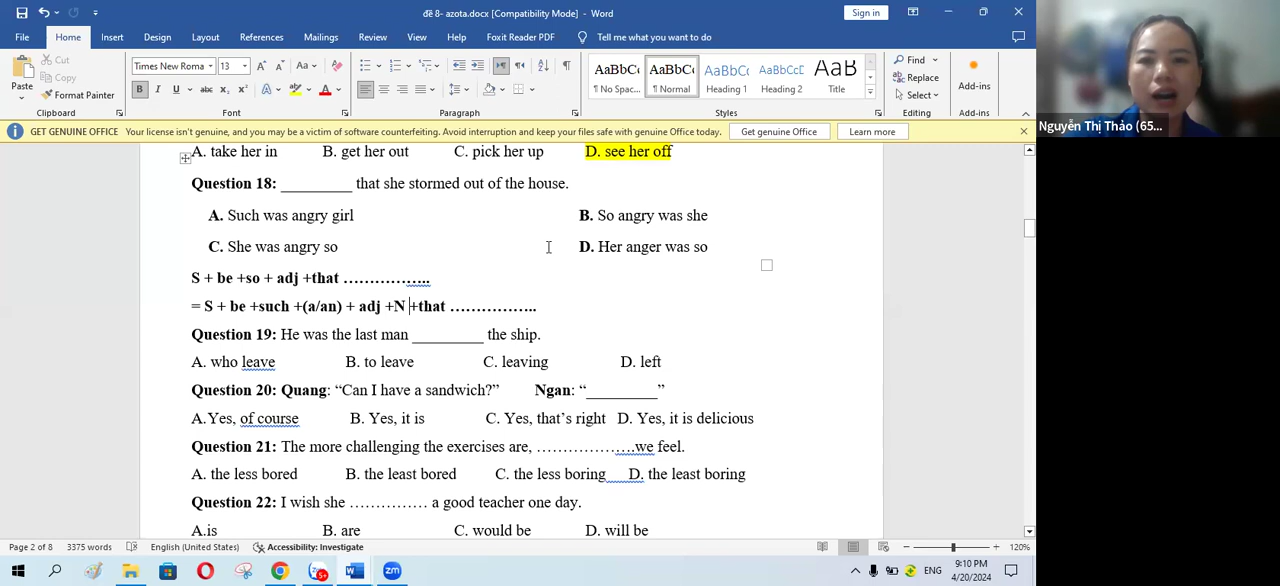 đề 8- azota.docx [Compatibility Mode] - Word
Sign in
File Home Insert Design Layout References Mailings Review View Help Foxit Reader PDF Tell me what you want to do
Paste
Cut
Copy
Format Painter
Times New Roma 13
Find
Replace
Select
Add-ins
AaBbCc AaBbCc AaBbCc AaBbCcD AaB
¶ No Spac... ¶ Normal Heading 1 Heading 2 Title
Clipboard Font Paragraph Styles Editing Add-ins
GET GENUINE OFFICE Your license isn't genuine, and you may be a victim of software counterfeiting. Avoid interruption and keep your files safe with genuine Office today. Get genuine Office Learn more
Nguyễn Thị Thảo (65...
A. take her in B. get her out C. pick her up D. see her off
Question 18: _________ that she stormed out of the house.
A. Such was angry girl B. So angry was she
C. She was angry so D. Her anger was so
S + be +so + adj +that ……………..
= S + be +such +(a/an) + adj +N +that ……………..
Question 19: He was the last man _________ the ship.
A. who leave B. to leave C. leaving D. left
Question 20: Quang: “Can I have a sandwich?” Ngan: “_________”
A.Yes, of course B. Yes, it is C. Yes, that’s right D. Yes, it is delicious
Question 21: The more challenging the exercises are, ……………….we feel.
A. the less bored B. the least bored C. the less boring D. the least boring
Question 22: I wish she …………… a good teacher one day.
A.is B. are C. would be D. will be
Page 2 of 8 3375 words English (United States) Accessibility: Investigate 120%
ENG
9:10 PM
4/20/2024